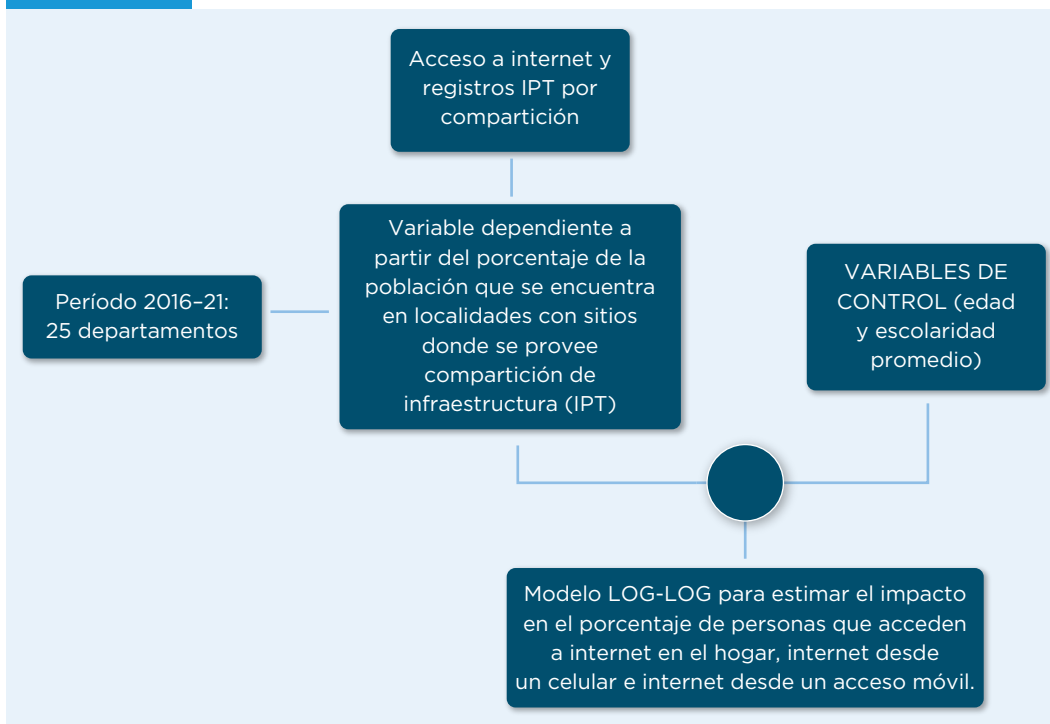 Acceso a internet y
registros IPT por
compartición
Variable dependiente a
partir del porcentaje de la
población que se encuentra
en localidades con sitios
donde se provee
compartición de
infraestructura (IPT)
Período 2016–21:
25 departamentos
VARIABLES DE
CONTROL (edad
y escolaridad
promedio)
Modelo LOG-LOG para estimar el impacto
en el porcentaje de personas que acceden
a internet en el hogar, internet desde
un celular e internet desde un acceso móvil.